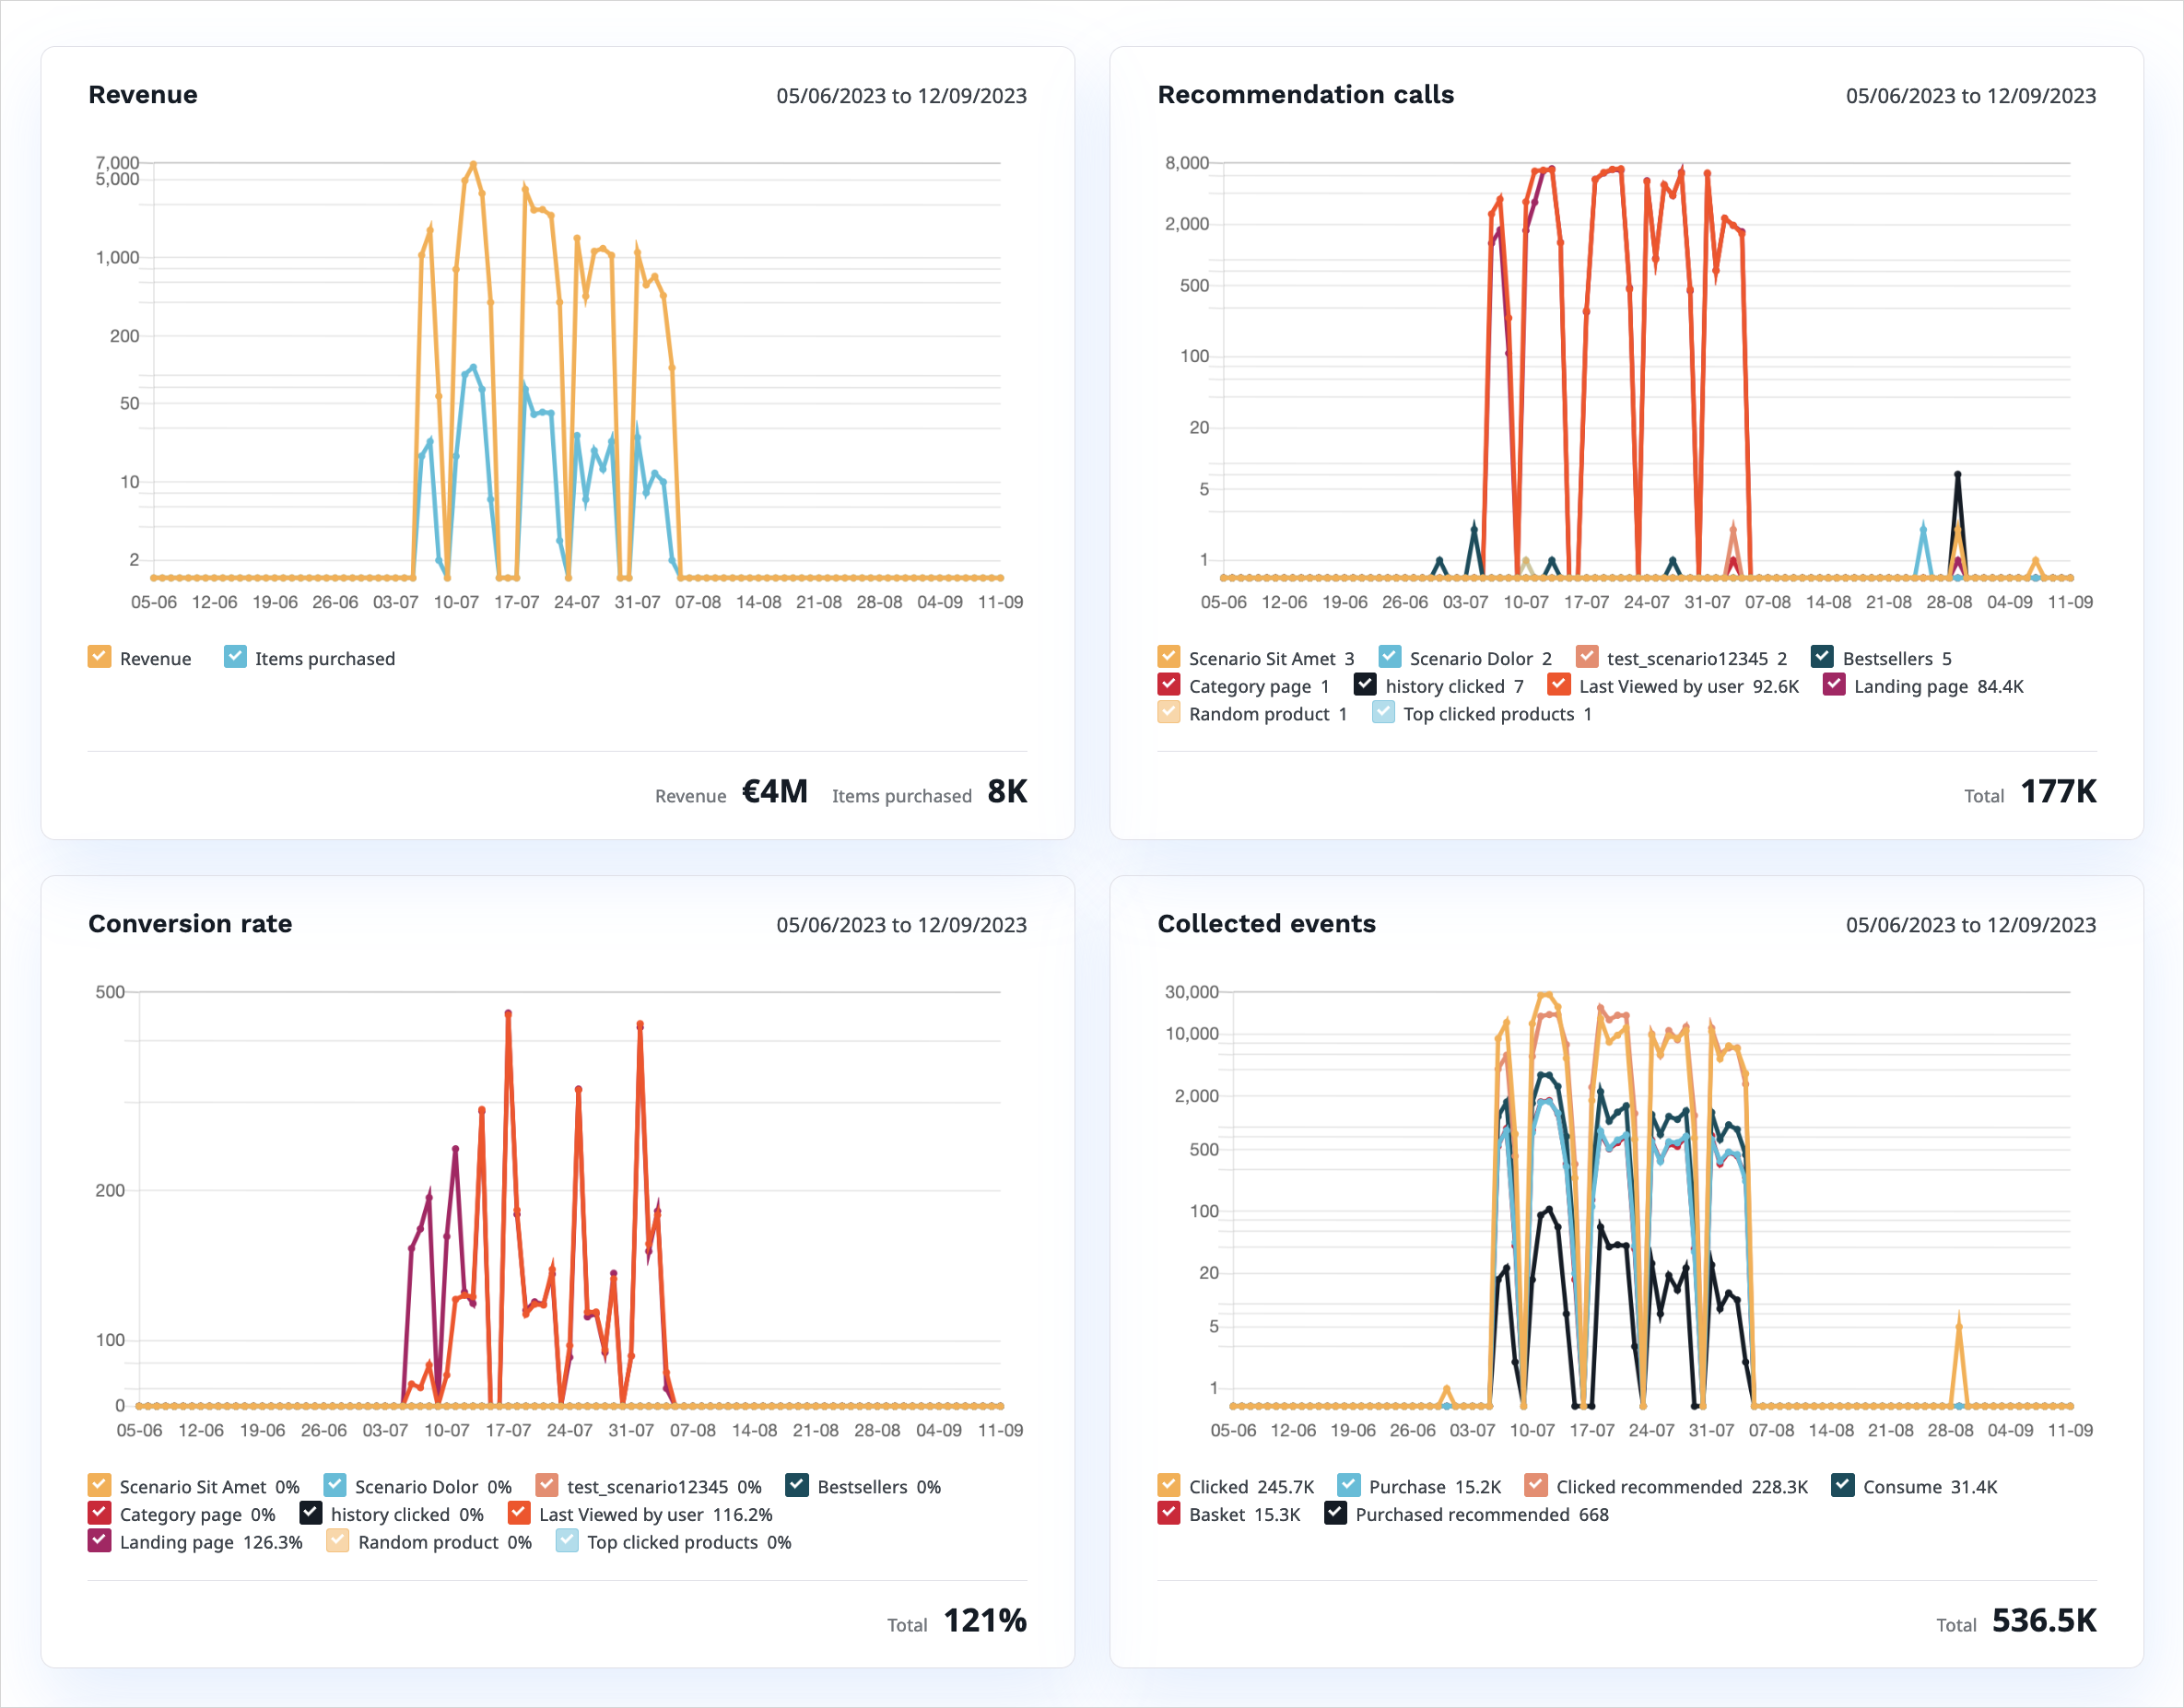 Revenue 05/06/2023 to 12/09/2023
7,000
5,000
1,000
200
50
10
2
05-06 12-06 19-06 26-06 03-07 10-07 17-07 24-07 31-07 07-08 14-08 21-08 28-08 04-09 11-09
Revenue Items purchased
Revenue €4M Items purchased 8K
Recommendation calls 05/06/2023 to 12/09/2023
8,000
2,000
500
100
20
5
1
05-06 12-06 19-06 26-06 03-07 10-07 17-07 24-07 31-07 07-08 14-08 21-08 28-08 04-09 11-09
Scenario Sit Amet 3 Scenario Dolor 2 test_scenario12345 2 Bestsellers 5
Category page 1 history clicked 7 Last Viewed by user 92.6K Landing page 84.4K
Random product 1 Top clicked products 1
Total 177K
Conversion rate 05/06/2023 to 12/09/2023
500
200
100
0
05-06 12-06 19-06 26-06 03-07 10-07 17-07 24-07 31-07 07-08 14-08 21-08 28-08 04-09 11-09
Scenario Sit Amet 0% Scenario Dolor 0% test_scenario12345 0% Bestsellers 0%
Category page 0% history clicked 0% Last Viewed by user 116.2%
Landing page 126.3% Random product 0% Top clicked products 0%
Total 121%
Collected events 05/06/2023 to 12/09/2023
30,000
10,000
2,000
500
100
20
5
1
05-06 12-06 19-06 26-06 03-07 10-07 17-07 24-07 31-07 07-08 14-08 21-08 28-08 04-09 11-09
Clicked 245.7K Purchase 15.2K Clicked recommended 228.3K Consume 31.4K
Basket 15.3K Purchased recommended 668
Total 536.5K